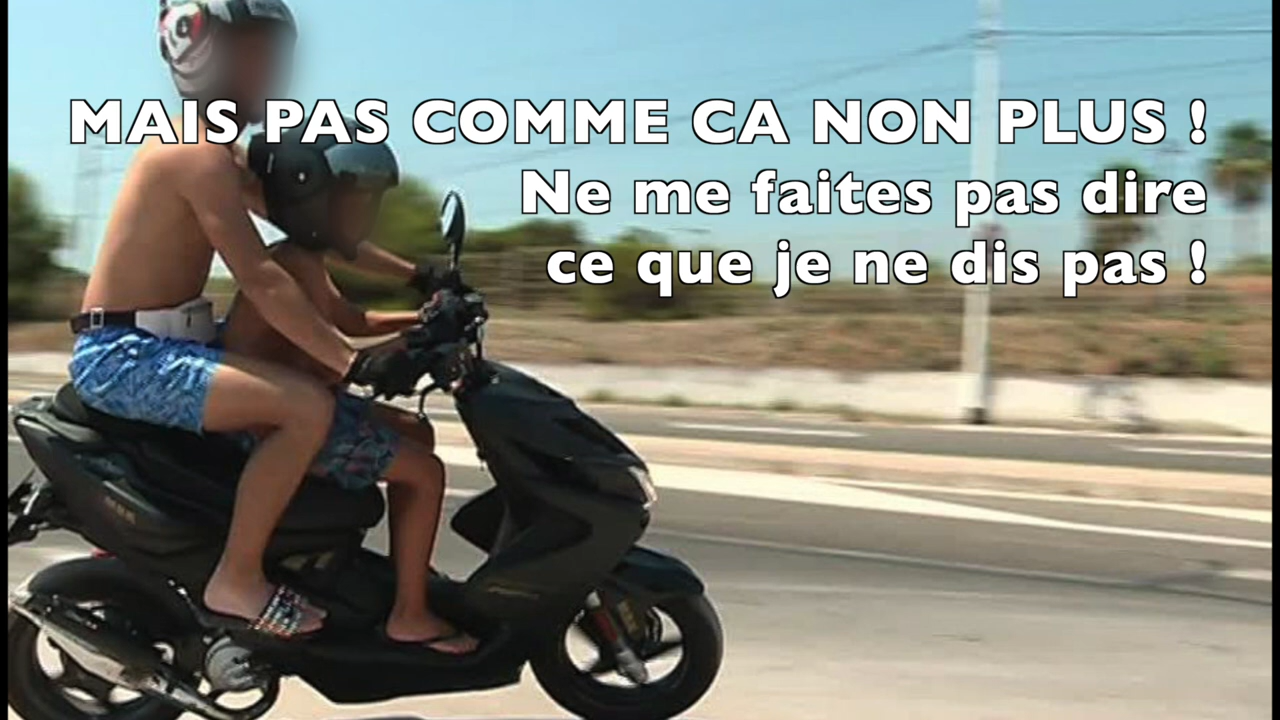 MAIS PAS COMME CA NON PLUS !
Ne me faites pas dire
ce que je ne dis pas !